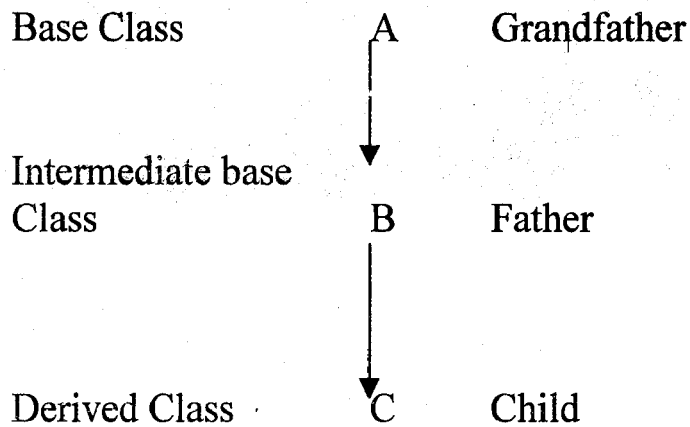 Base Class A Grandfather
Intermediate base
Class B Father
Derived Class C Child